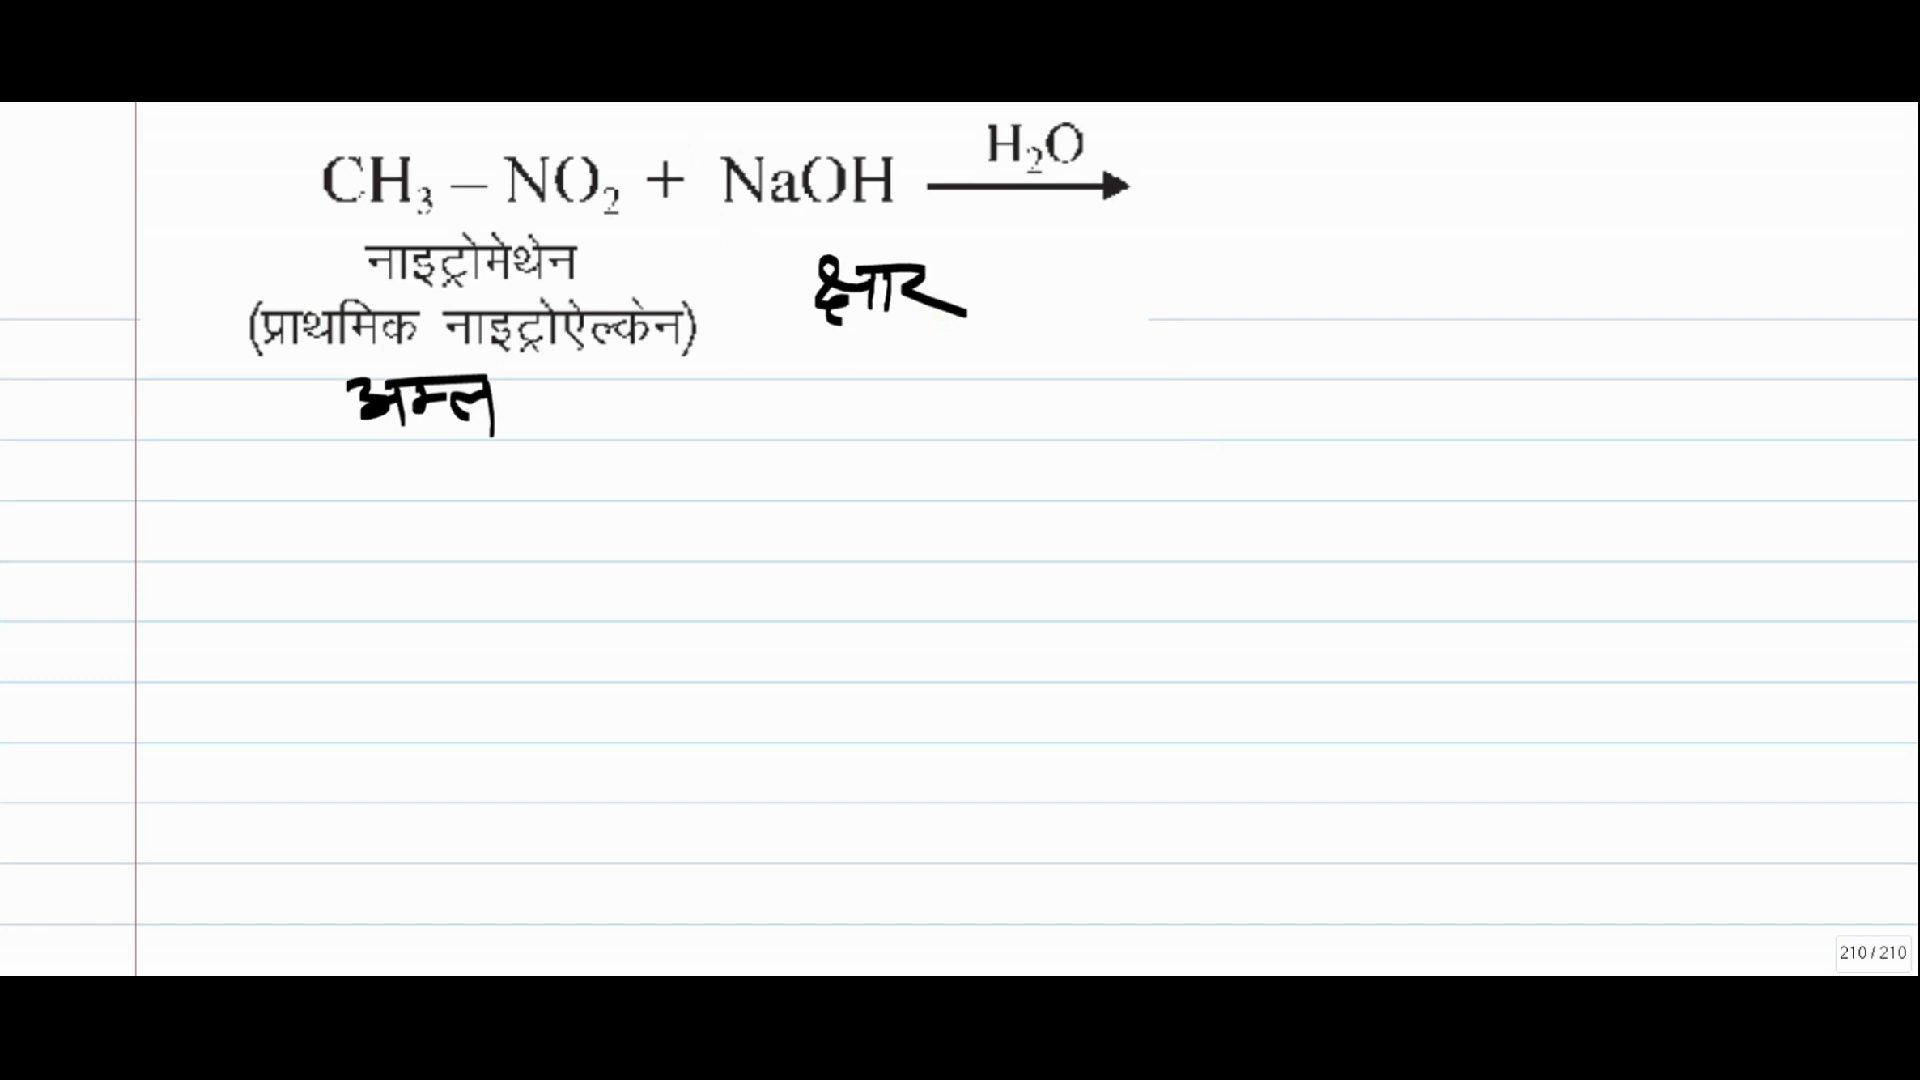 H₂O
CH₃ – NO₂ + NaOH ⟶
नाइट्रोमेथेन
क्षार
(प्राथमिक नाइट्रोऐल्केन)
अम्ल
210 / 210